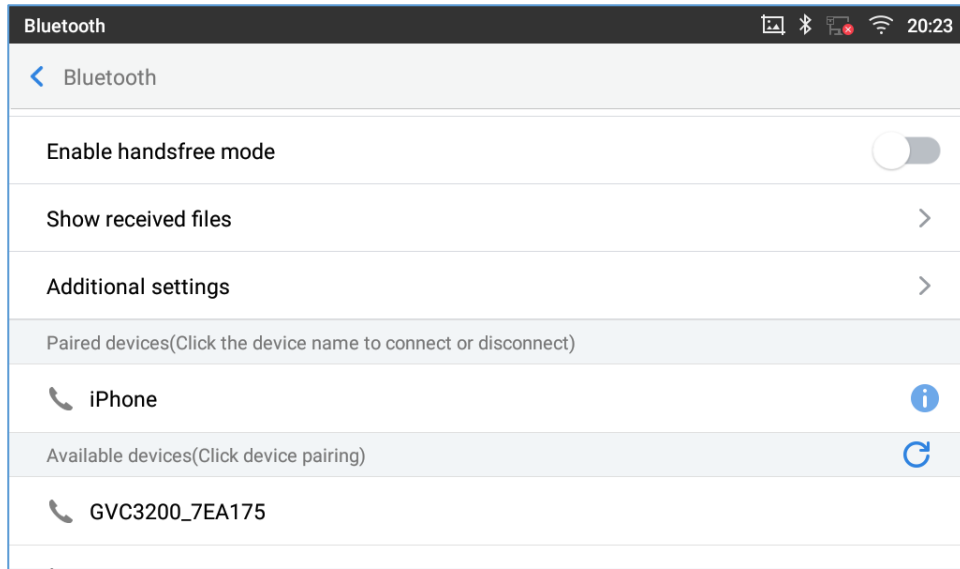 Bluetooth
20:23
Bluetooth
Enable handsfree mode
Show received files
Additional settings
Paired devices(Click the device name to connect or disconnect)
iPhone
Available devices(Click device pairing)
GVC3200_7EA175